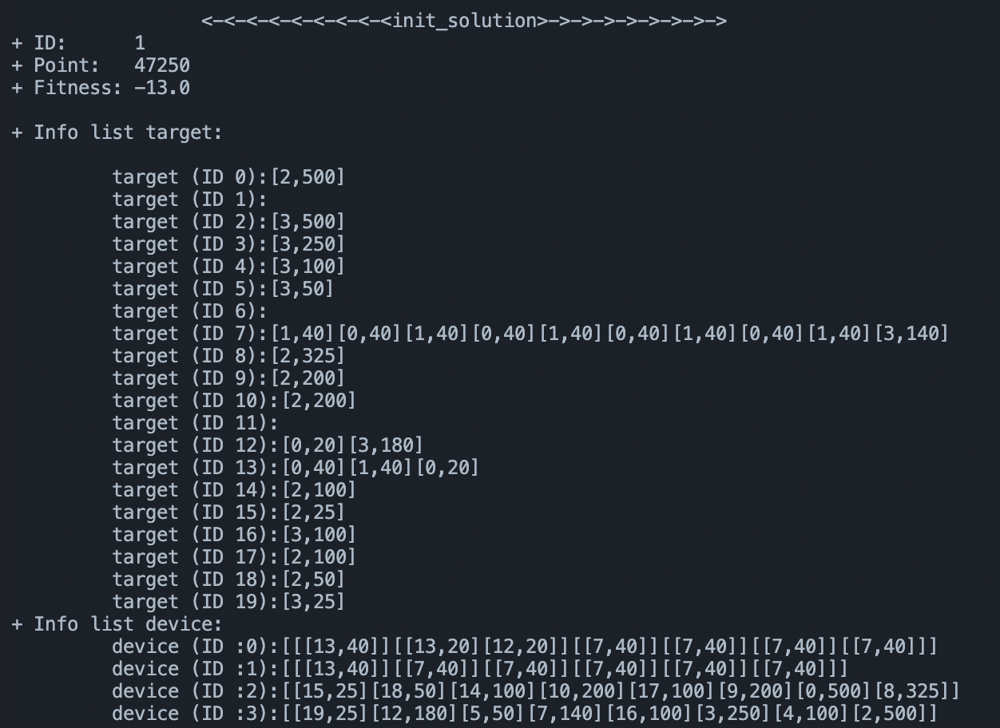 <-<-<-<-<-<-<-<-<init_solution>->->->->->->->->
+ ID:      1
+ Point:   47250
+ Fitness: -13.0
+ Info list target:
target (ID 0):[2,500]
target (ID 1):
target (ID 2):[3,500]
target (ID 3):[3,250]
target (ID 4):[3,100]
target (ID 5):[3,50]
target (ID 6):
target (ID 7):[1,40][0,40][1,40][0,40][1,40][0,40][1,40][0,40][1,40][3,140]
target (ID 8):[2,325]
target (ID 9):[2,200]
target (ID 10):[2,200]
target (ID 11):
target (ID 12):[0,20][3,180]
target (ID 13):[0,40][1,40][0,20]
target (ID 14):[2,100]
target (ID 15):[2,25]
target (ID 16):[3,100]
target (ID 17):[2,100]
target (ID 18):[2,50]
target (ID 19):[3,25]
+ Info list device:
device (ID :0):[[[13,40]][[13,20][12,20]][[7,40]][[7,40]][[7,40]][[7,40]]]
device (ID :1):[[[13,40]][[7,40]][[7,40]][[7,40]][[7,40]][[7,40]]]
device (ID :2):[[15,25][18,50][14,100][10,200][17,100][9,200][0,500][8,325]]
device (ID :3):[[19,25][12,180][5,50][7,140][16,100][3,250][4,100][2,500]]